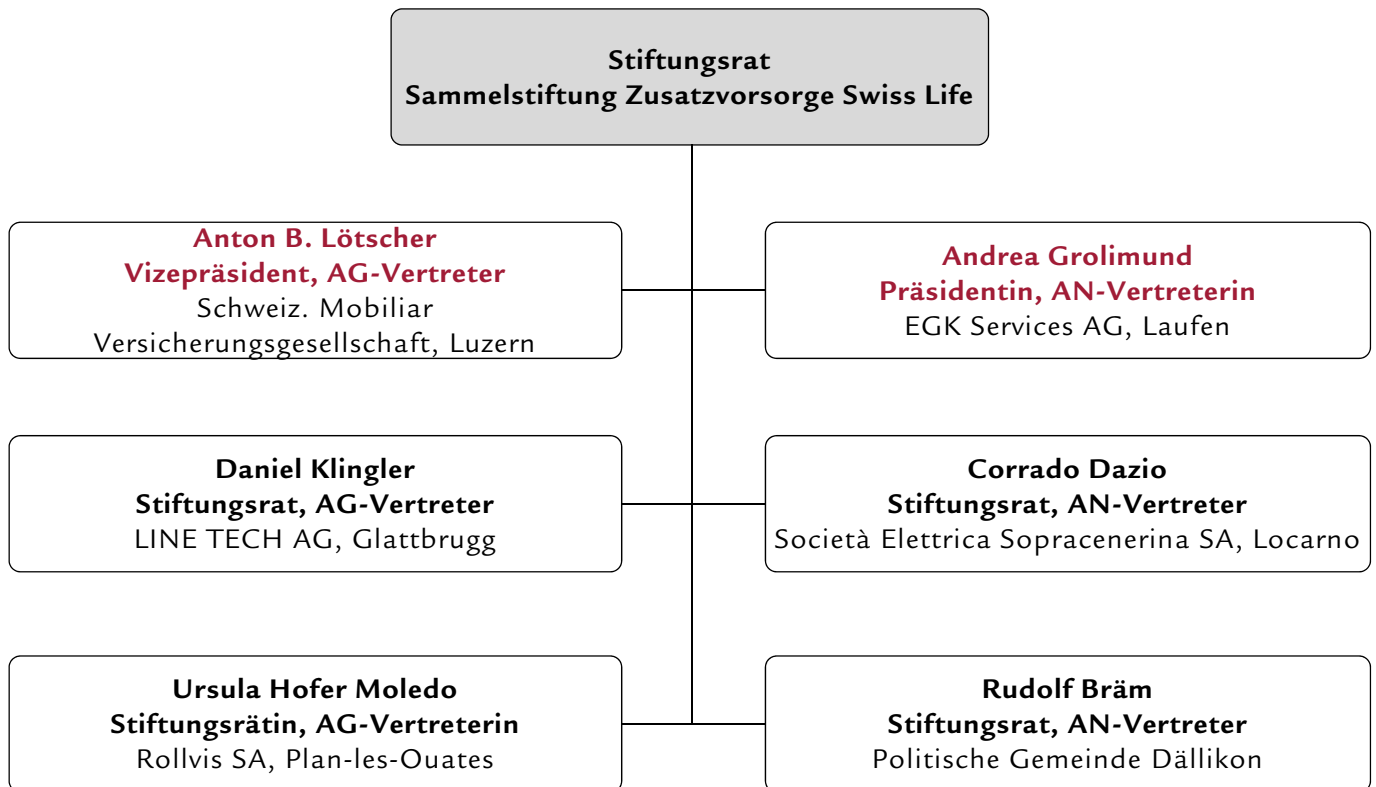 Stiftungsrat
Sammelstiftung Zusatzvorsorge Swiss Life
Anton B. Lötscher
Vizepräsident, AG-Vertreter
Schweiz. Mobiliar
Versicherungsgesellschaft, Luzern
Andrea Grolimund
Präsidentin, AN-Vertreterin
EGK Services AG, Laufen
Daniel Klingler
Stiftungsrat, AG-Vertreter
LINE TECH AG, Glattbrugg
Corrado Dazio
Stiftungsrat, AN-Vertreter
Società Elettrica Sopracenerina SA, Locarno
Ursula Hofer Moledo
Stiftungsrätin, AG-Vertreterin
Rollvis SA, Plan-les-Ouates
Rudolf Bräm
Stiftungsrat, AN-Vertreter
Politische Gemeinde Dällikon